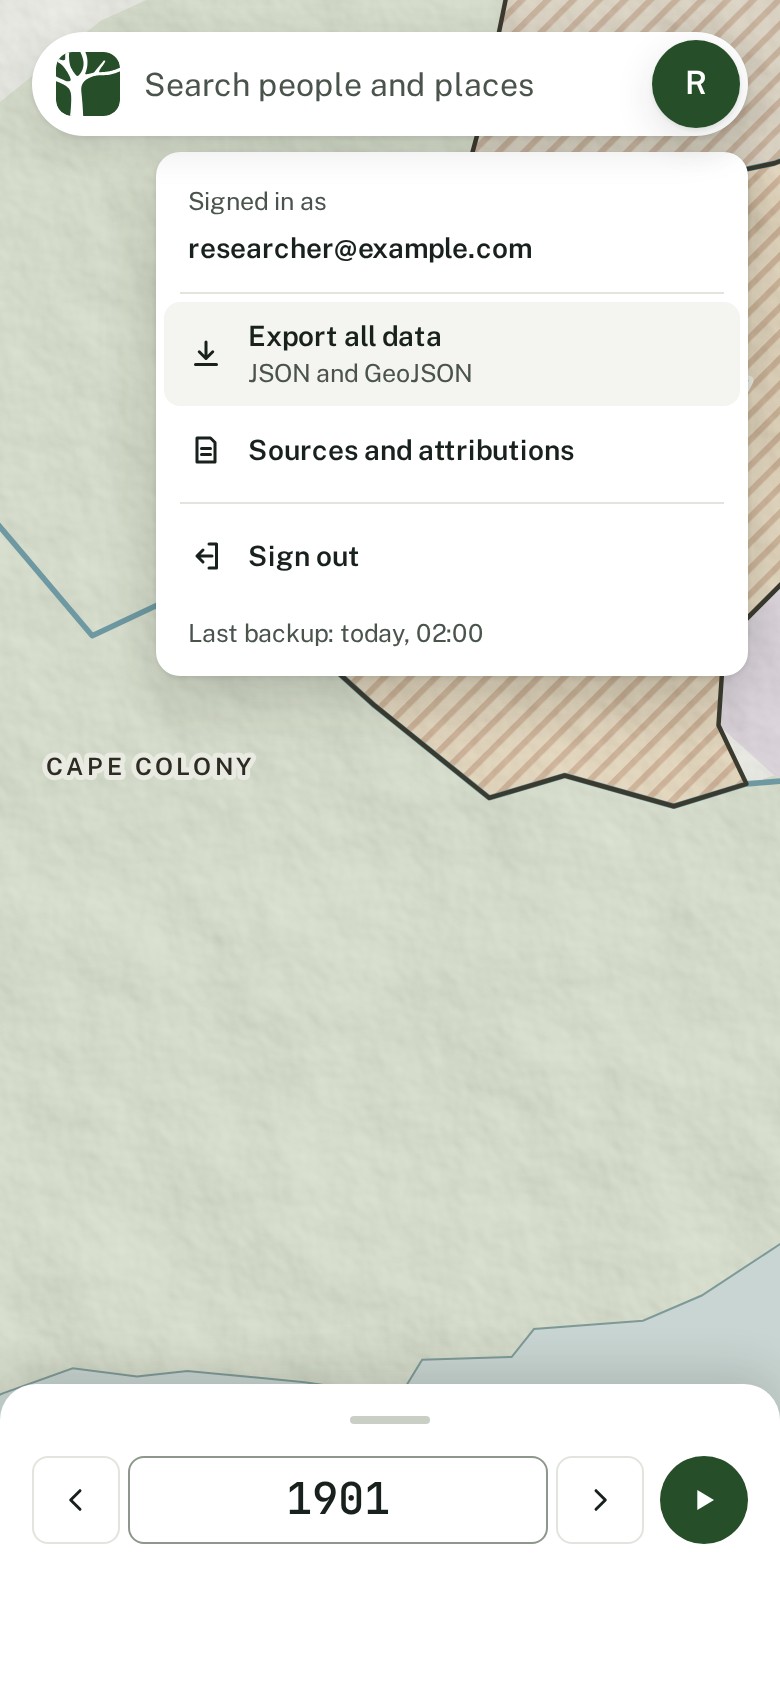 Search people and places
R
Signed in as
researcher@example.com
Export all data
JSON and GeoJSON
Sources and attributions
Sign out
Last backup: today, 02:00
CAPE COLONY
1901